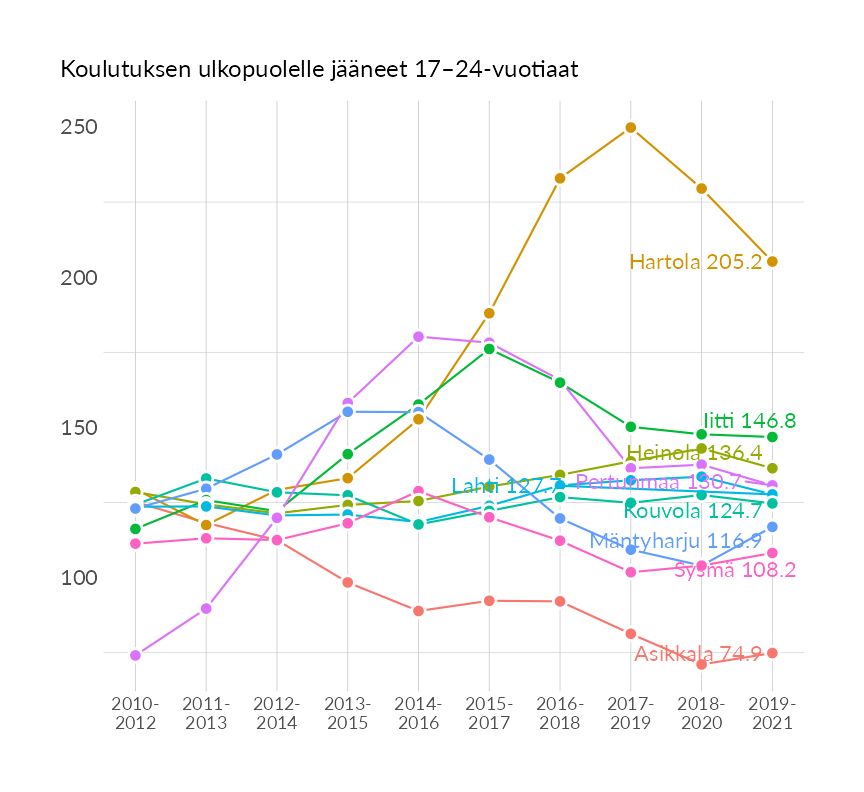 Koulutuksen ulkopuolelle jääneet 17–24-vuotiaat
250
200
150
100
Hartola 205.2
Iitti 146.8
Heinola 136.4
Pertunmaa 130.7
Lahti 127.7
Kouvola 124.7
Mäntyharju 116.9
Sysmä 108.2
Asikkala 74.9
2010-
2012
2011-
2013
2012-
2014
2013-
2015
2014-
2016
2015-
2017
2016-
2018
2017-
2019
2018-
2020
2019-
2021